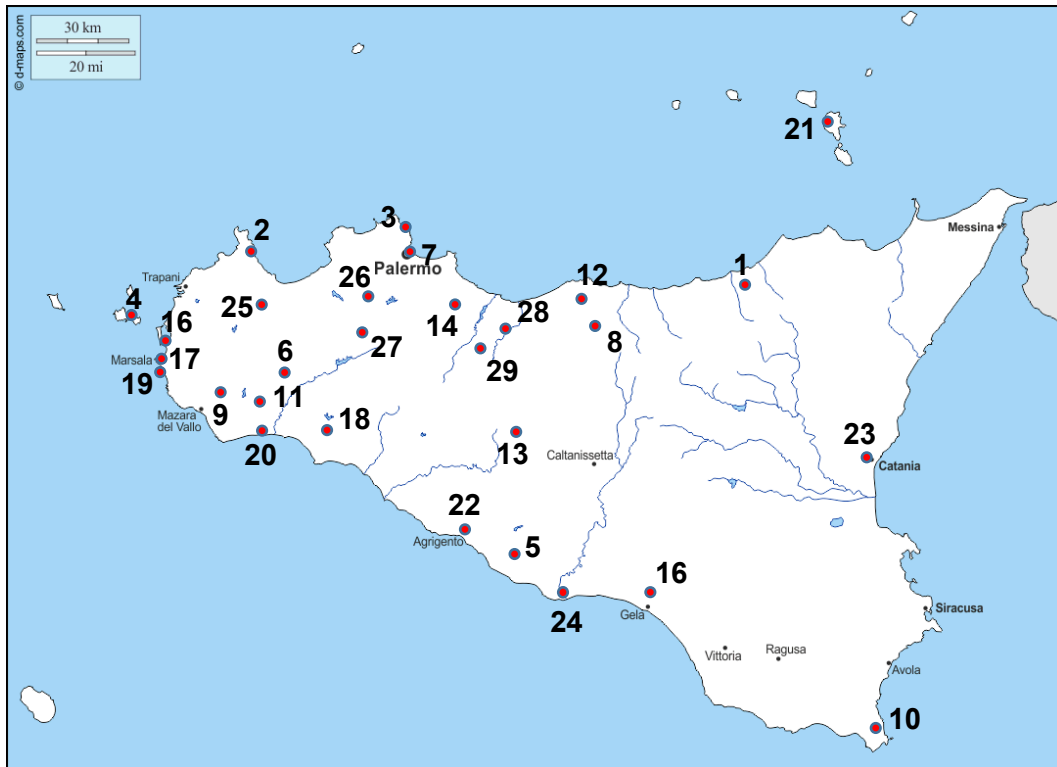 30 km
20 mi
© d-maps.com
21
3
2
Messina
7
Palermo
Trapani
26
12
1
4
25
14
28
16
27
8
17
Marsala
6
29
19
9
11
Mazara
del Vallo
18
20
13
Caltanissetta
23
Catania
22
Agrigento
5
16
24
Gela
Siracusa
Vittoria
Ragusa
Avola
10